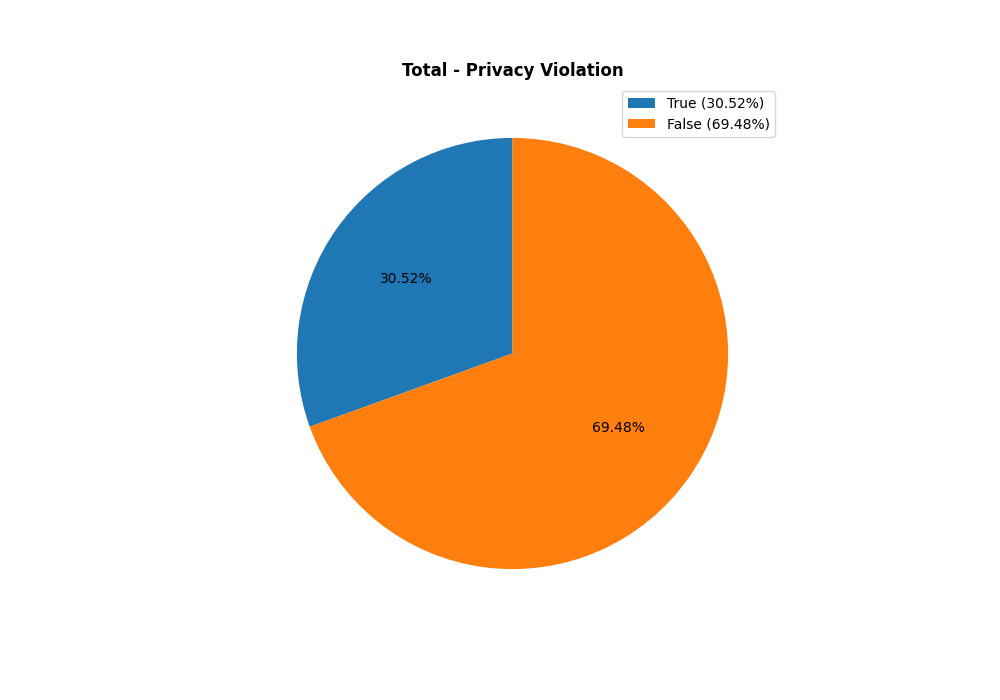 Total - Privacy Violation
True (30.52%)
False (69.48%)
30.52%
69.48%